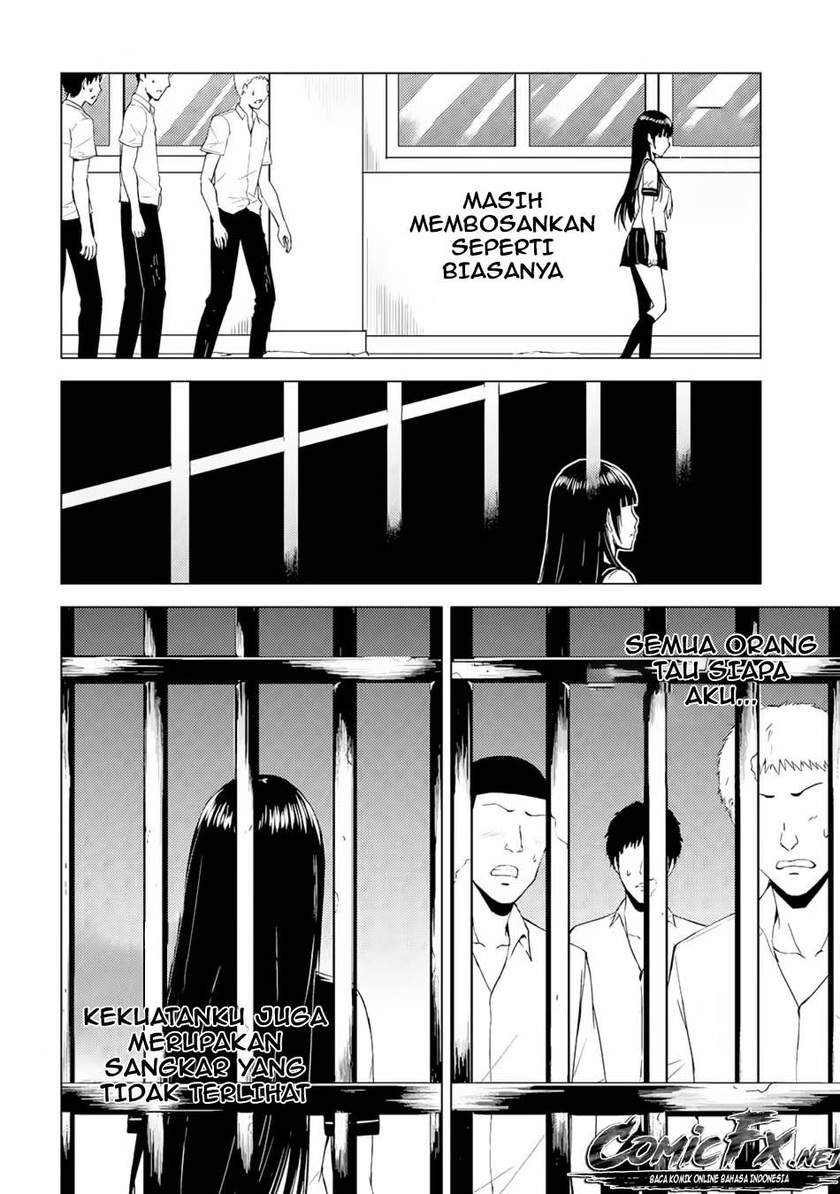 MASIH
MEMBOSANKAN
SEPERTI
BIASANYA
SEMUA ORANG
TAU SIAPA
AKU...
KEKUATANKU JUGA
MERUPAKAN
SANGKAR YANG
TIDAK TERLIHAT
COMICFX.NET
BACA KOMIK ONLINE BAHASA INDONESIA